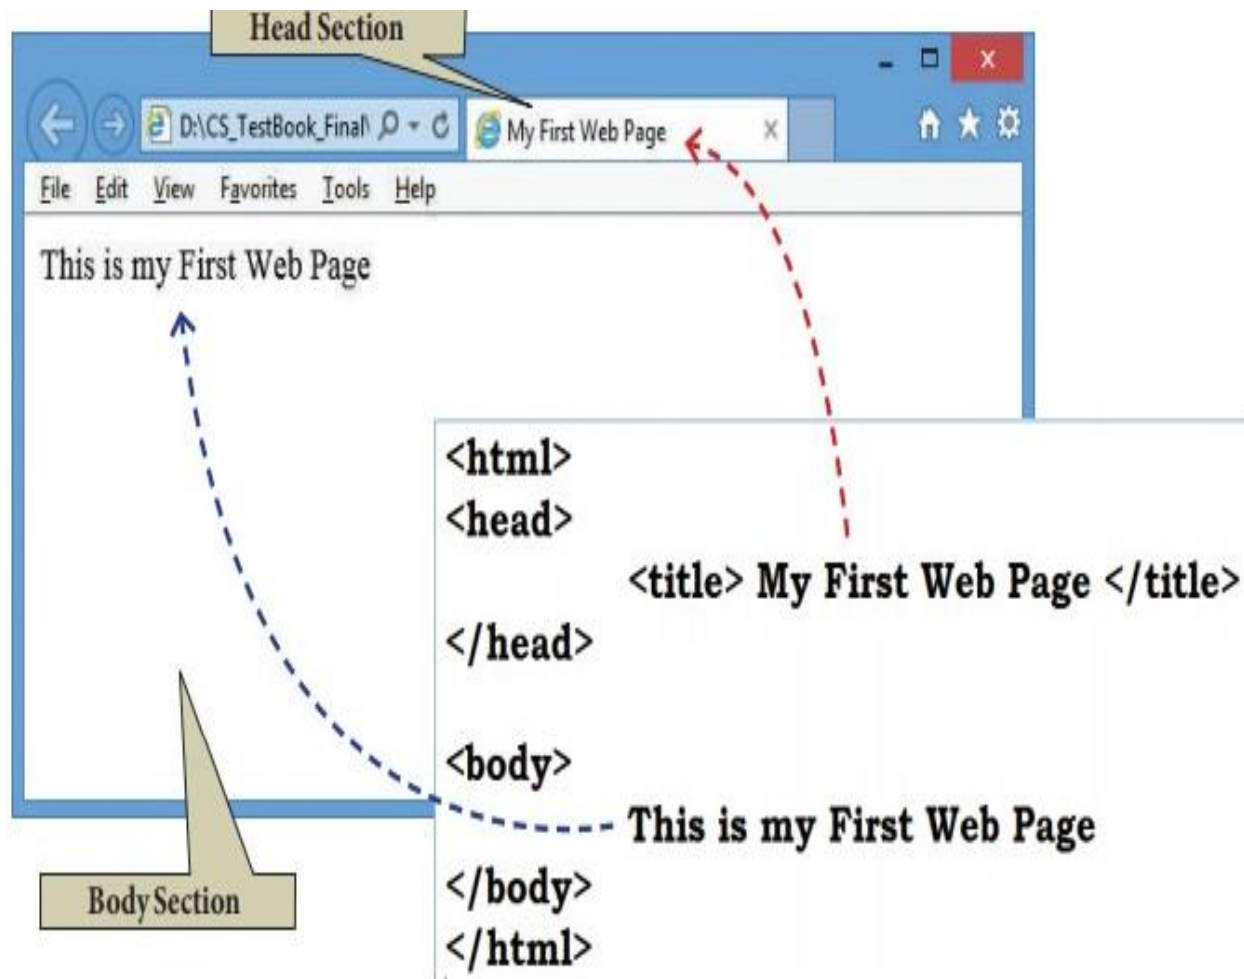 Head Section
x
D:\CS_TestBook_Final\
My First Web Page
×
File Edit View Favorites Tools Help
This is my First Web Page
<html>
<head>
<title> My First Web Page </title>
</head>
<body>
This is my First Web Page
</body>
</html>
Body Section